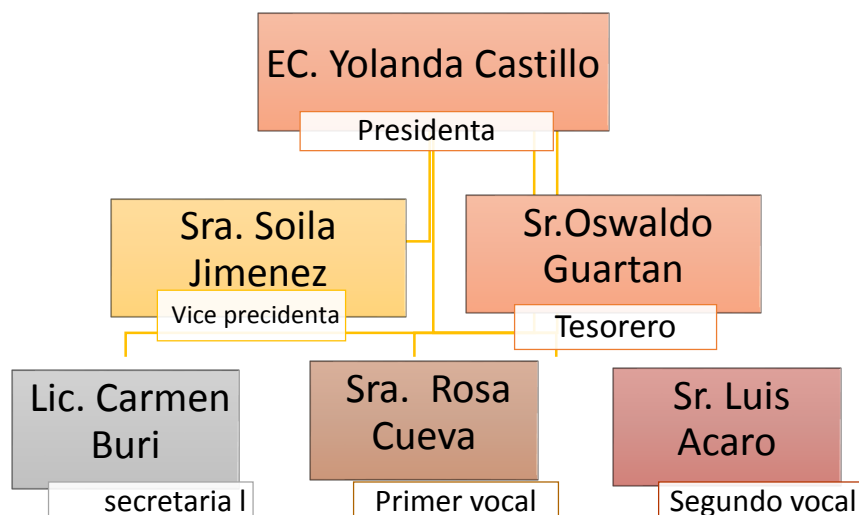 EC. Yolanda Castillo
Presidenta
Sra. Soila
Jimenez
Vice precidenta
Sr.Oswaldo
Guartan
Tesorero
Lic. Carmen
Buri
secretaria l
Sra. Rosa
Cueva
Primer vocal
Sr. Luis
Acaro
Segundo vocal